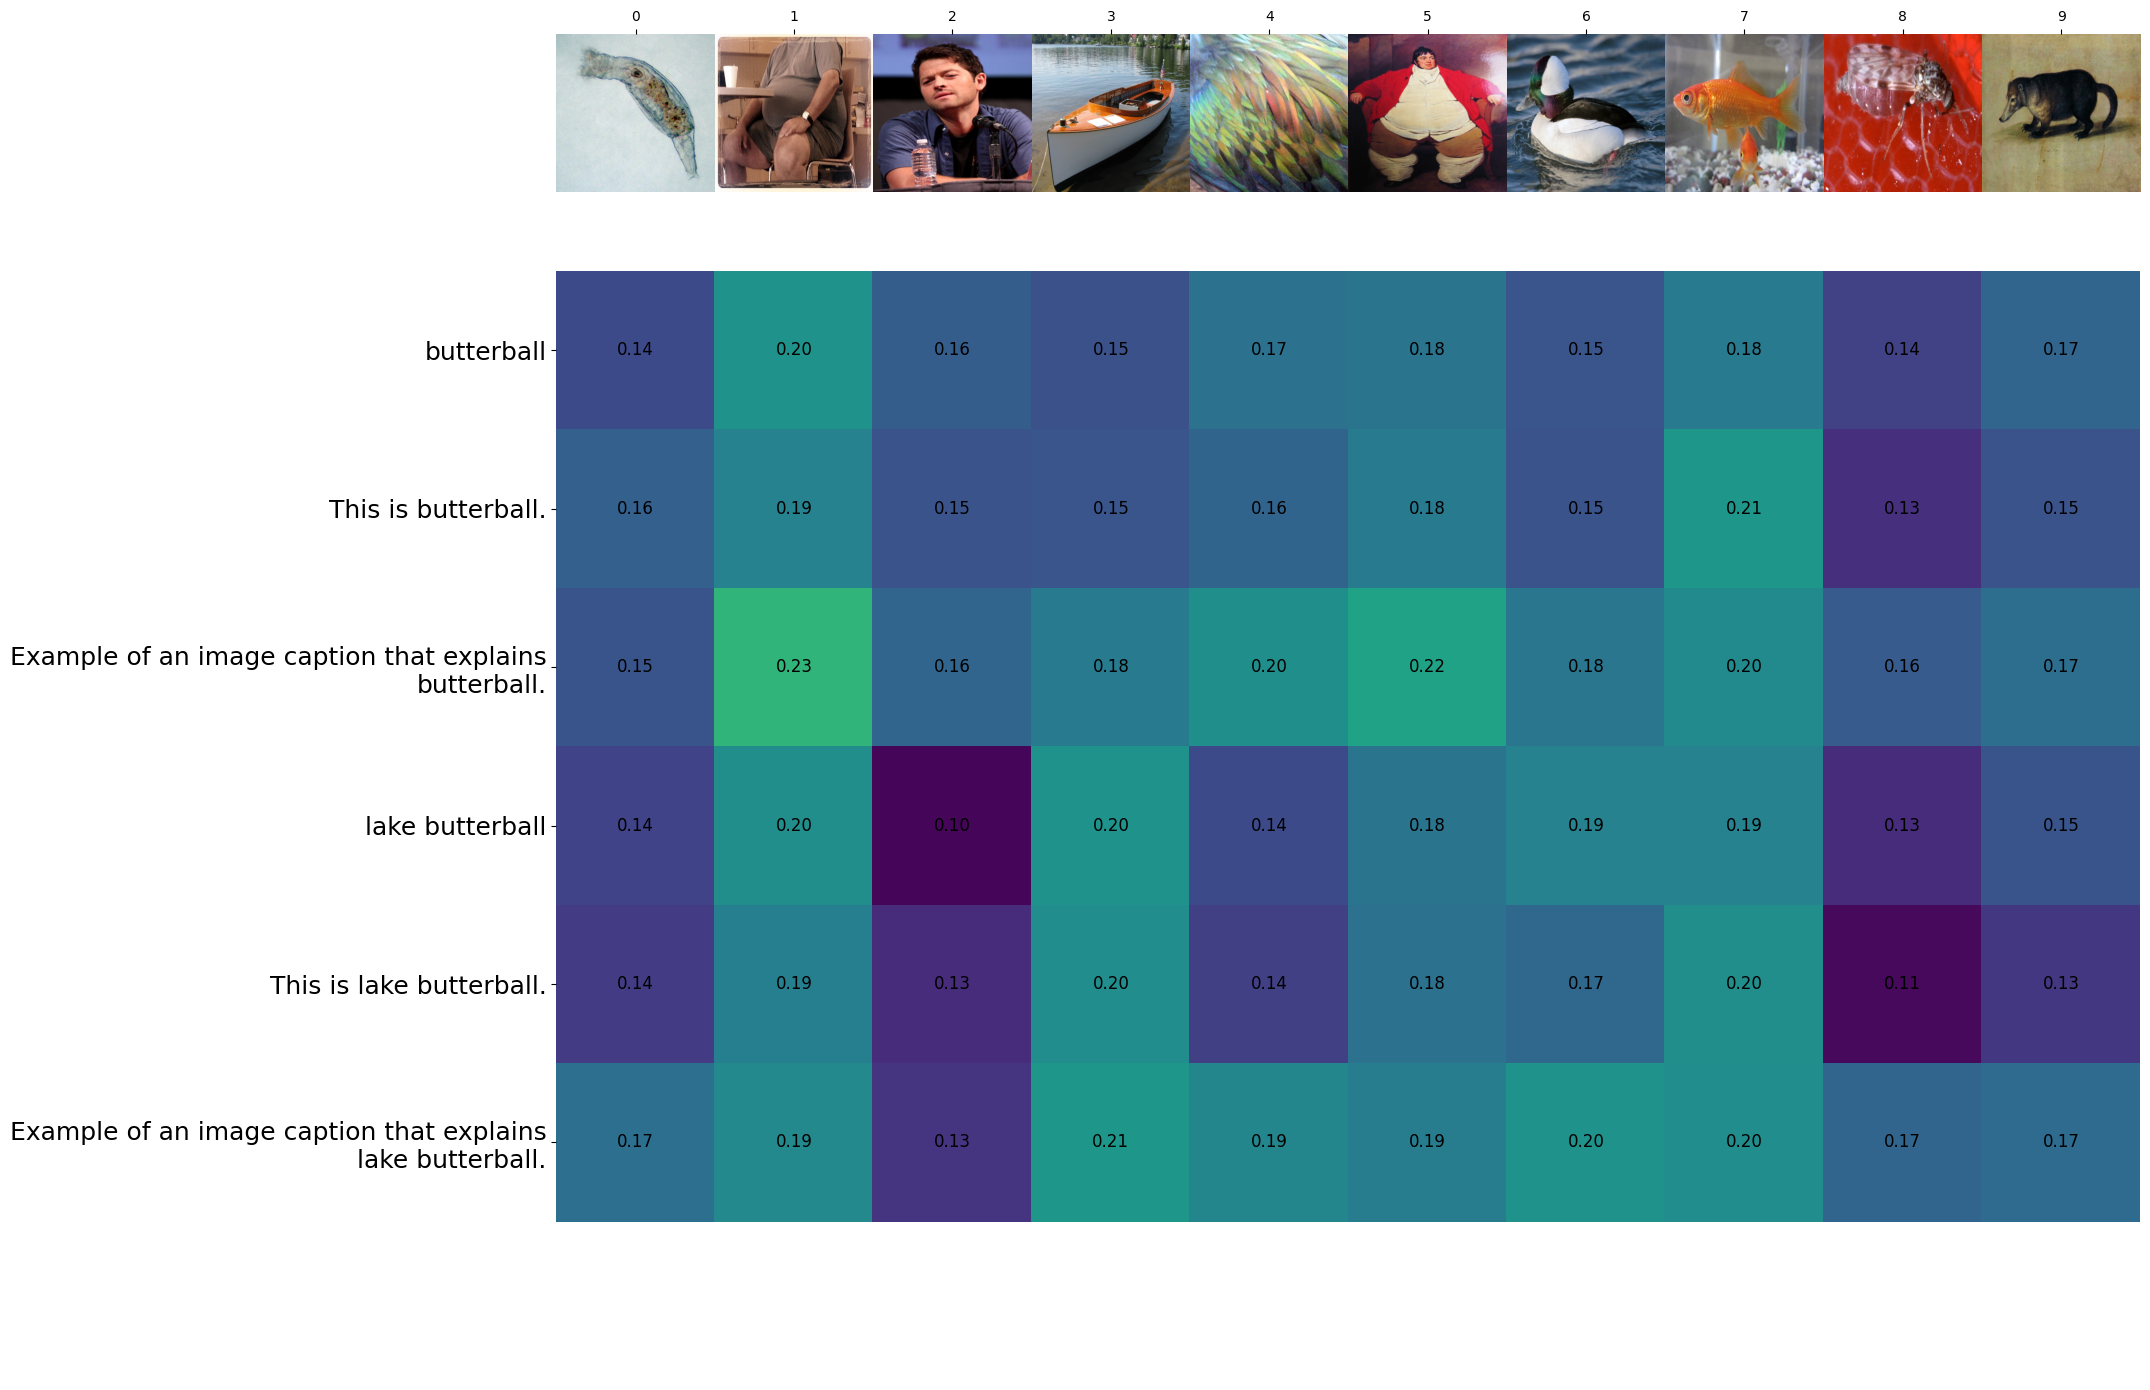 0 1 2 3 4 5 6 7 8 9
butterball 0.14 0.20 0.16 0.15 0.17 0.18 0.15 0.18 0.14 0.17
This is butterball. 0.16 0.19 0.15 0.15 0.16 0.18 0.15 0.21 0.13 0.15
Example of an image caption that explains
butterball. 0.15 0.23 0.16 0.18 0.20 0.22 0.18 0.20 0.16 0.17
lake butterball 0.14 0.20 0.10 0.20 0.14 0.18 0.19 0.19 0.13 0.15
This is lake butterball. 0.14 0.19 0.13 0.20 0.14 0.18 0.17 0.20 0.11 0.13
Example of an image caption that explains
lake butterball. 0.17 0.19 0.13 0.21 0.19 0.19 0.20 0.20 0.17 0.17